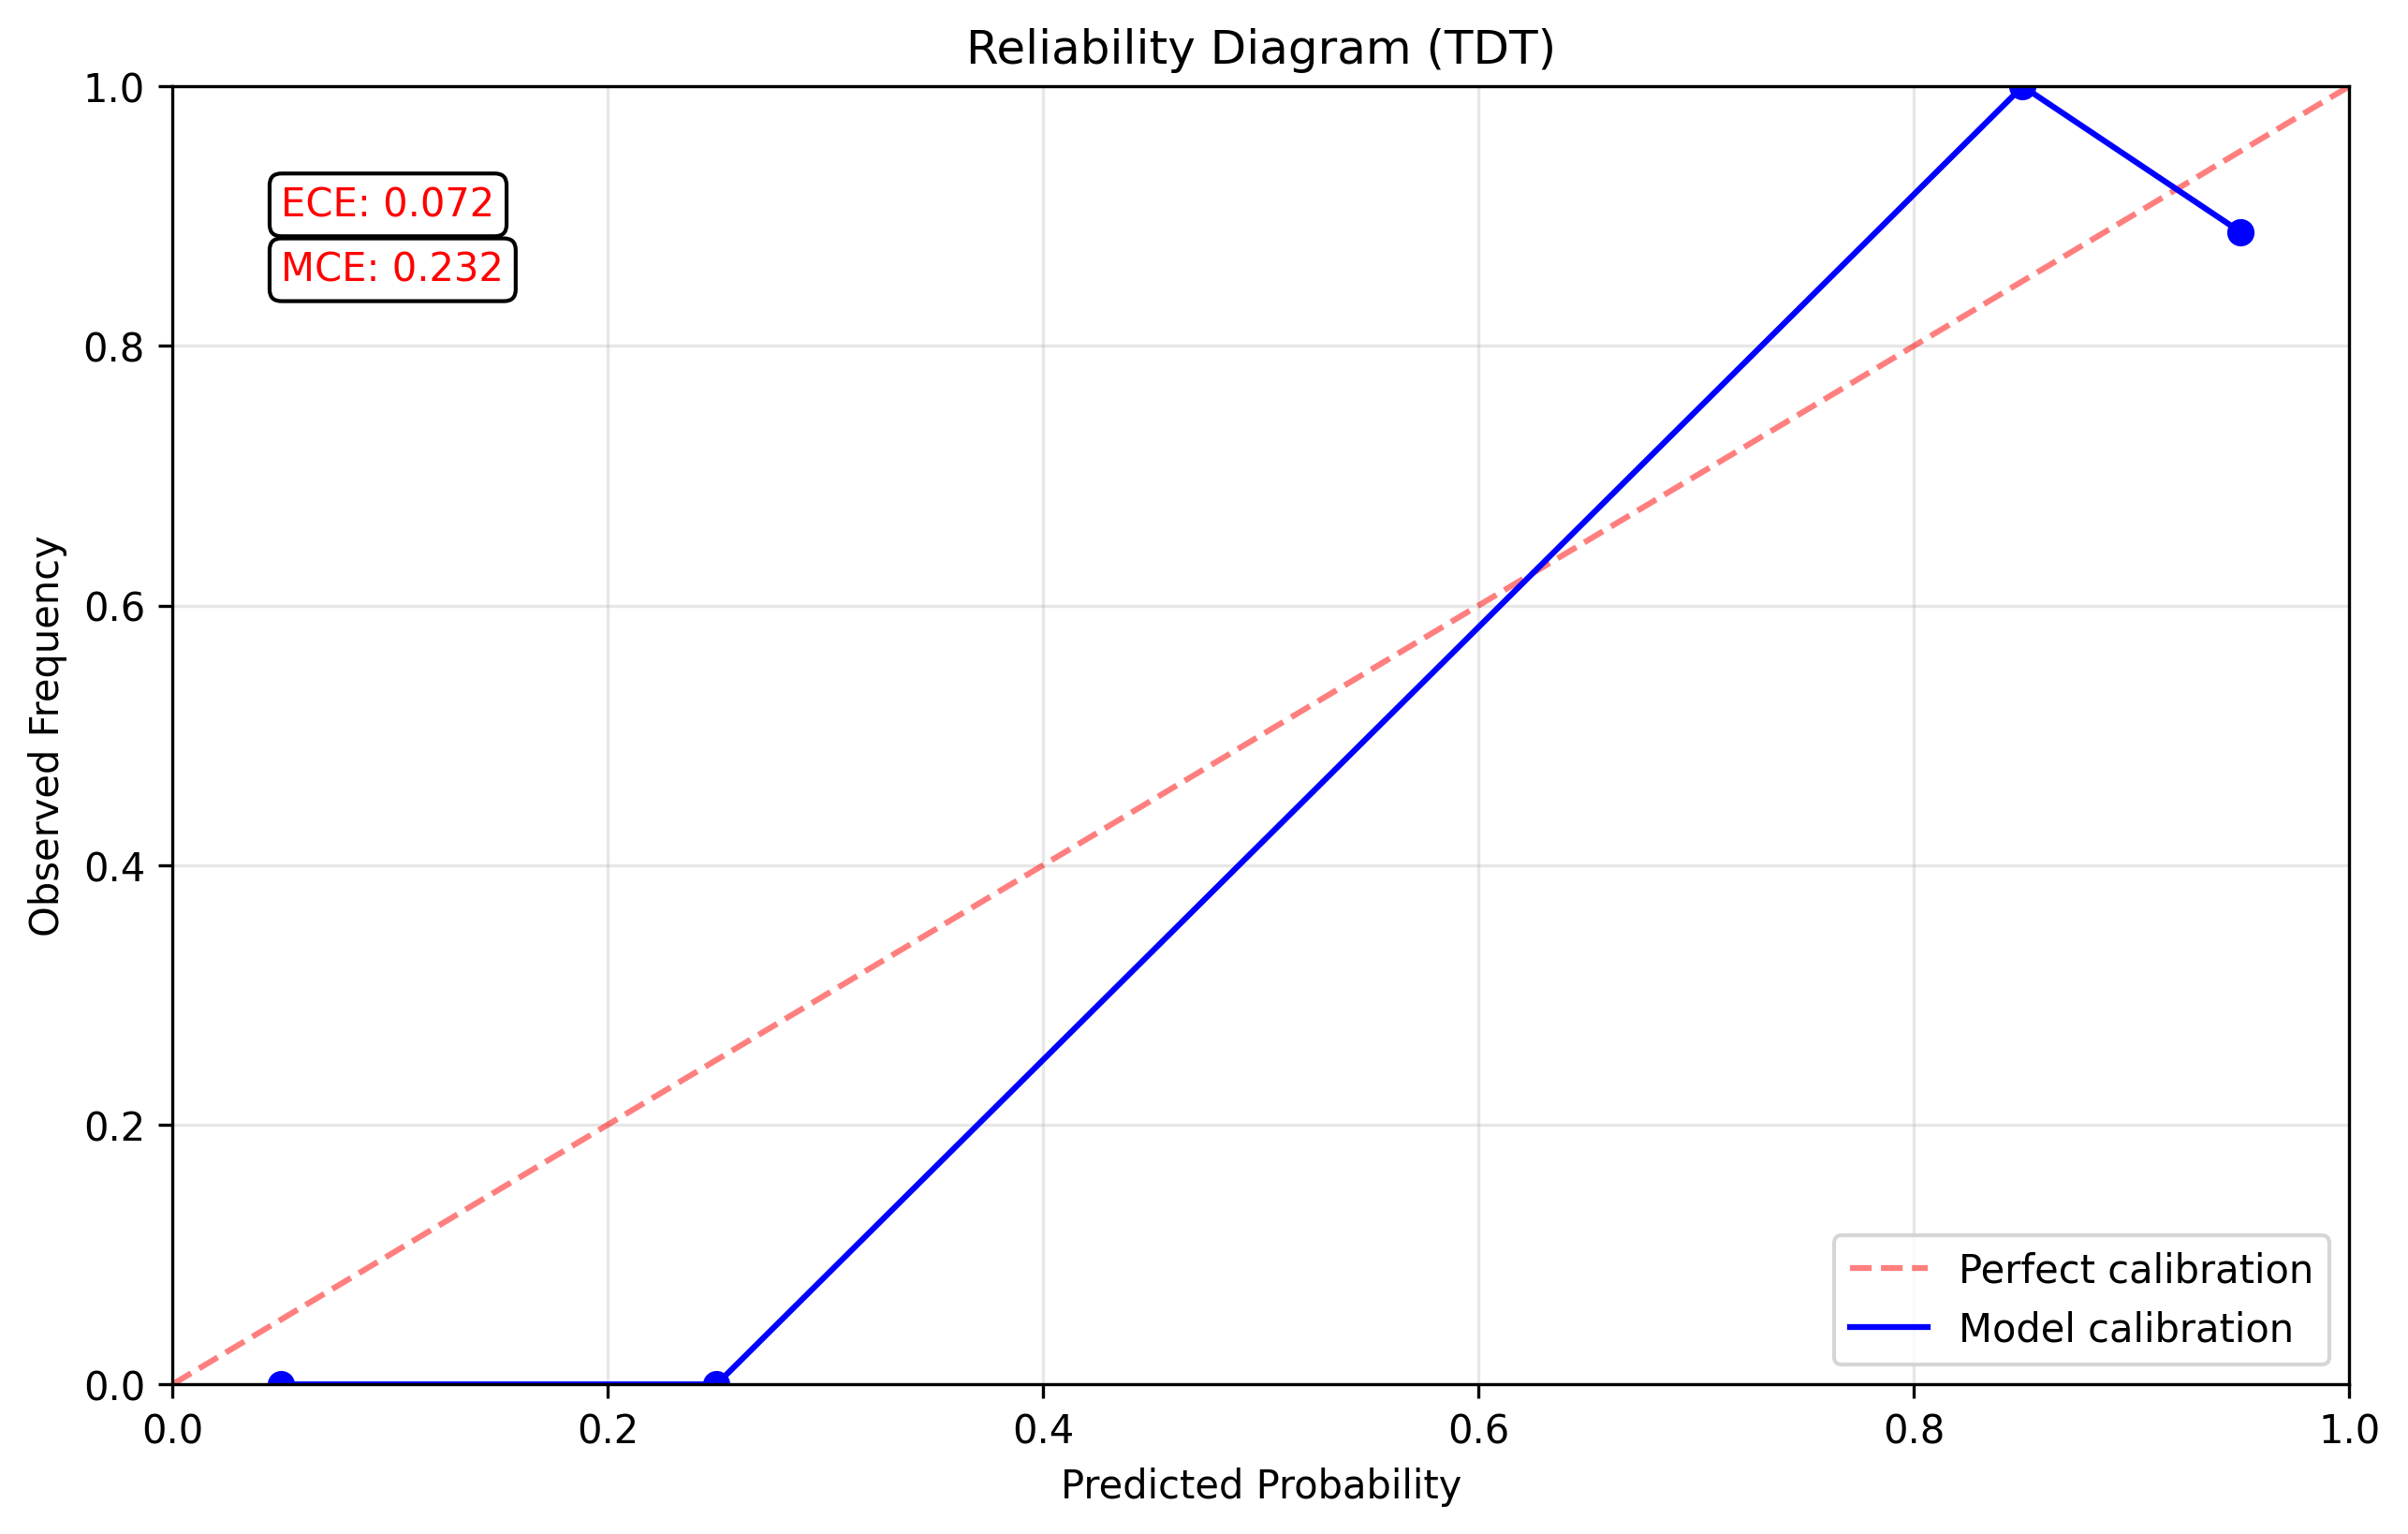 Reliability Diagram (TDT)
1.0
0.8
0.6
0.4
0.2
0.0
Observed Frequency
ECE: 0.072
MCE: 0.232
Perfect calibration
Model calibration
0.0 0.2 0.4 0.6 0.8 1.0
Predicted Probability